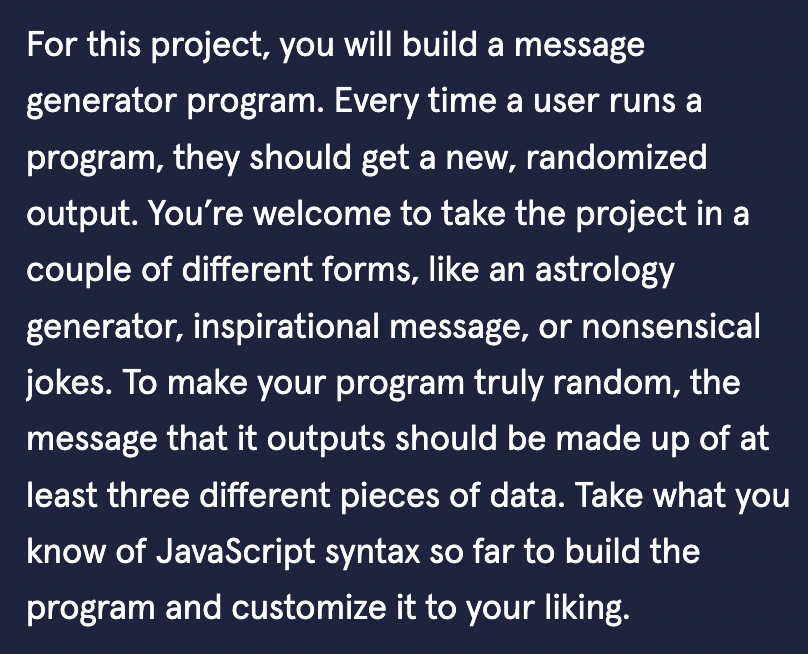 For this project, you will build a message
generator program. Every time a user runs a
program, they should get a new, randomized
output. You’re welcome to take the project in a
couple of different forms, like an astrology
generator, inspirational message, or nonsensical
jokes. To make your program truly random, the
message that it outputs should be made up of at
least three different pieces of data. Take what you
know of JavaScript syntax so far to build the
program and customize it to your liking.